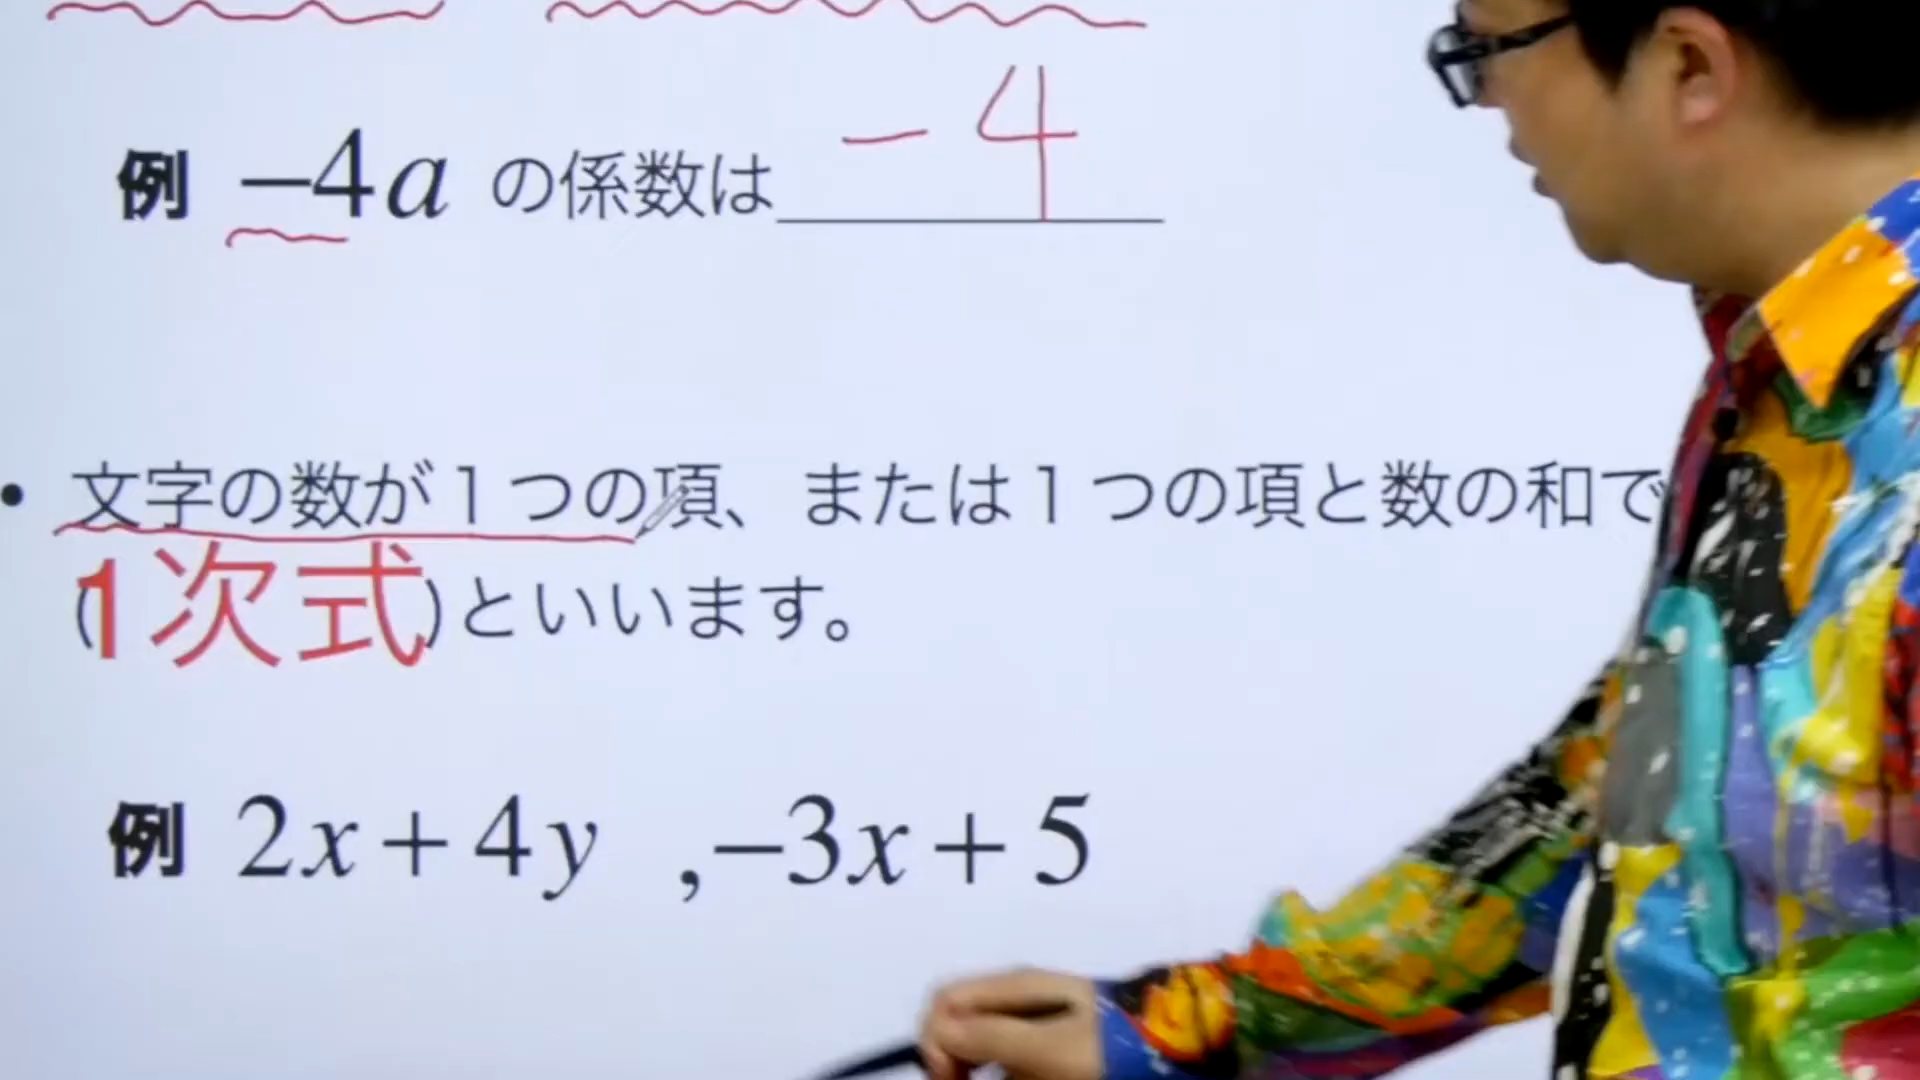 例 −4a の係数は −4
• 文字の数が１つの項、または１つの項と数の和で
(1次式)といいます。
例 2x+4y ,−3x+5